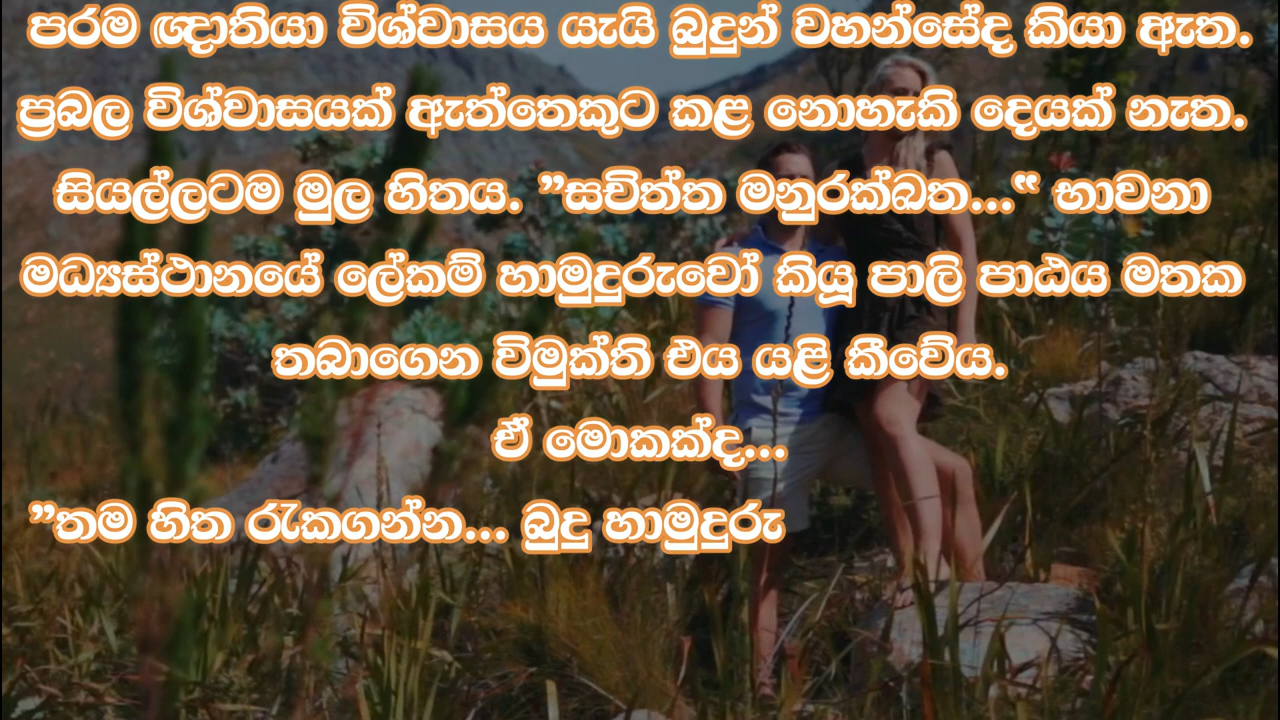 පරම ඥාතියා විශ්වාසය යැයි බුදුන් වහන්සේද කියා ඇත.
ප්‍රබල විශ්වාසයක් ඇත්තෙකුට කළ නොහැකි දෙයක් නැත.
සියල්ලටම මුල හිතය. ”සචිත්ත මනුරක්ඛත...“ භාවනා
මධ්‍යස්ථානයේ ලේකම් හාමුදුරුවෝ කියූ පාලි පාඨය මතක
තබාගෙන විමුක්ති එය යළි කීවේය.
ඒ මොකක්ද...
”තම හිත රැකගන්න... බුදු හාමුදුරු